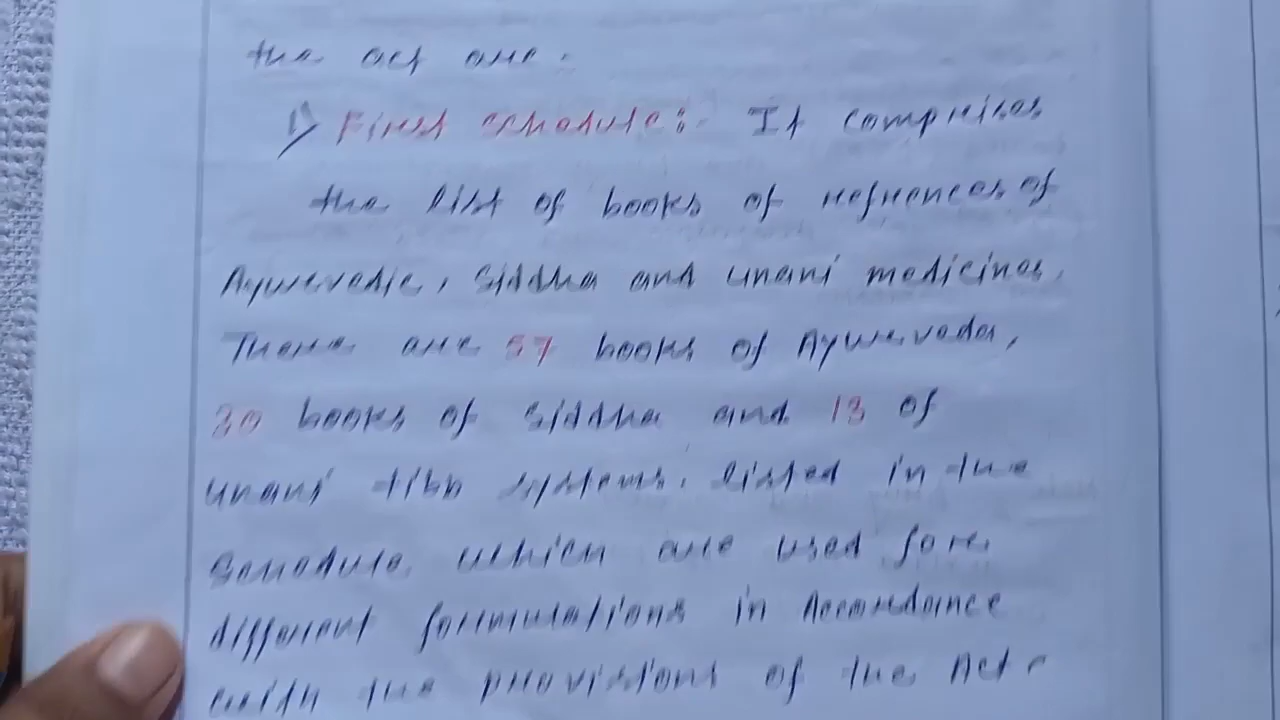 the act are:
1) First schedule:- It comprises
the list of books of refrences of
Ayurvedic, Siddha and unani medicines.
There are 57 books of Ayurveda,
30 books of Siddha and 13 of
unani tibb systems. listed in the
Schedule, which are used for
different formulations in Accordance
with the provisions of the Act.